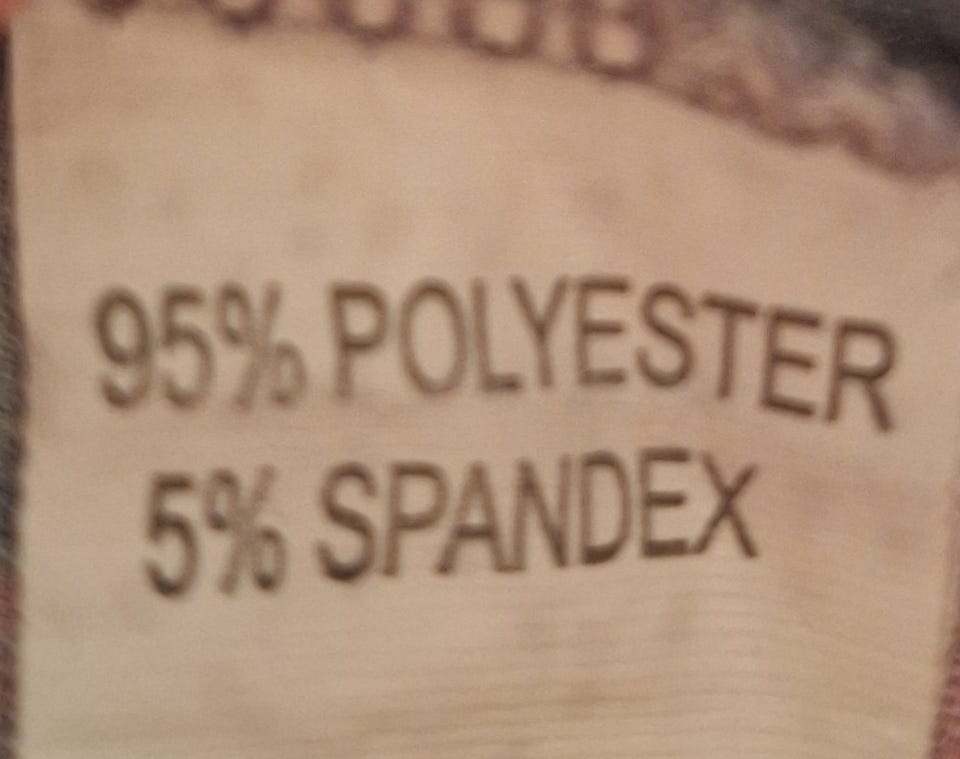 95% POLYESTER
5% SPANDEX